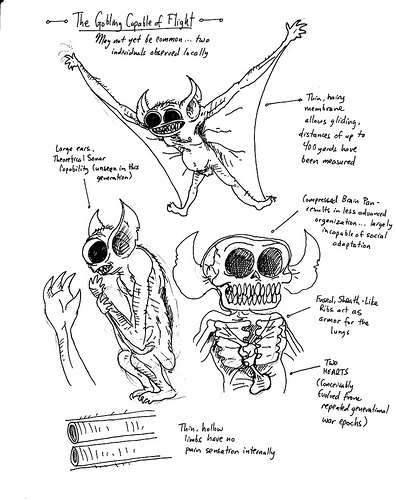 The Gobling Capable of Flight
May not yet be common... two
individuals observed locally
Thin, hairy
membrane
allows gliding,
distances of up to
400 yards have
been measured
Large ears,
Theoretical Sonar
Capability (unseen in this
generation)
Compressed Brain Pan -
results in less advanced
organization... largely
incapable of social
adaptation
Fused, Sheath-Like
Ribs act as
armor for the
lungs
Two
HEARTS
(Conceivably
Evolved from
repeated generational
war epochs)
Thin, hollow
limbs have no
pain sensation internally